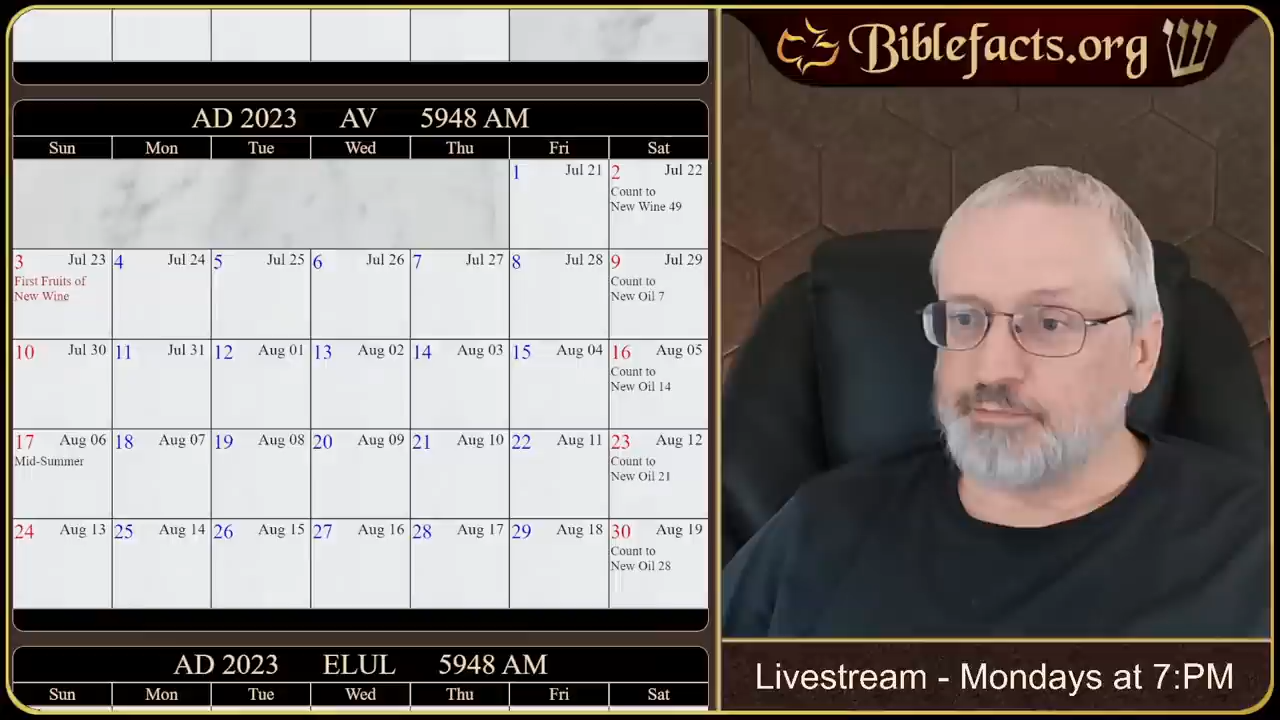 AD 2023 AV 5948 AM
Sun Mon Tue Wed Thu Fri Sat
1 Jul 21 2 Jul 22
Count to
New Wine 49
3 Jul 23 4 Jul 24 5 Jul 25 6 Jul 26 7 Jul 27 8 Jul 28 9 Jul 29
First Fruits of Count to
New Wine New Oil 7
10 Jul 30 11 Jul 31 12 Aug 01 13 Aug 02 14 Aug 03 15 Aug 04 16 Aug 05
Count to
New Oil 14
17 Aug 06 18 Aug 07 19 Aug 08 20 Aug 09 21 Aug 10 22 Aug 11 23 Aug 12
Mid-Summer Count to
New Oil 21
24 Aug 13 25 Aug 14 26 Aug 15 27 Aug 16 28 Aug 17 29 Aug 18 30 Aug 19
Count to
New Oil 28
AD 2023 ELUL 5948 AM
Sun Mon Tue Wed Thu Fri Sat
Biblefacts.org
Livestream - Mondays at 7:PM